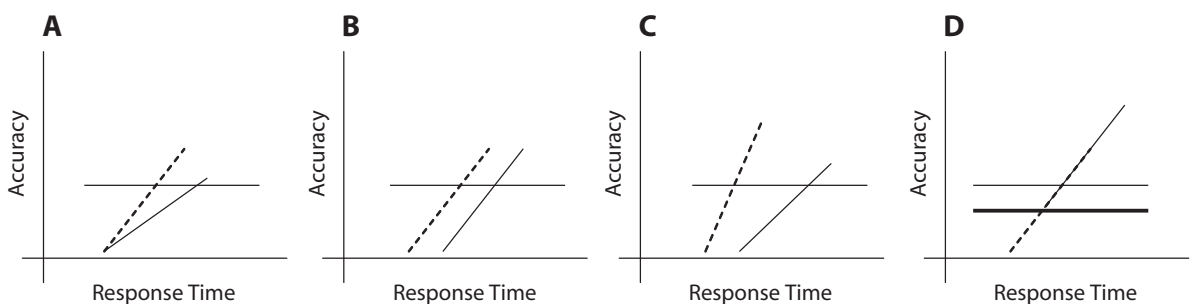 A
B
C
D
Accuracy
Accuracy
Accuracy
Accuracy
Response Time
Response Time
Response Time
Response Time